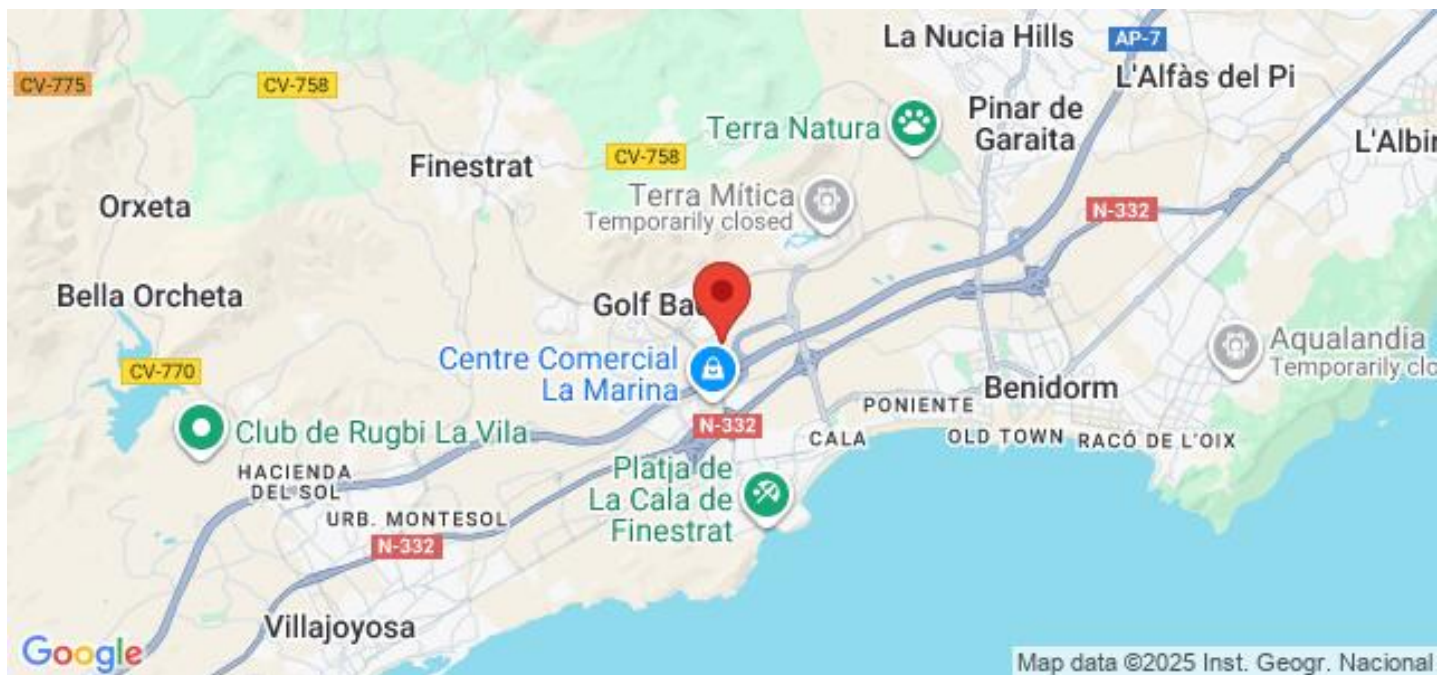 La Nucia Hills
AP-7
L'Alfàs del Pi
CV-775
CV-758
Terra Natura
Pinar de
Garaita
L'Albir
Finestrat
CV-758
Terra Mítica
Temporarily closed
Orxeta
N-332
Bella Orcheta
Golf Ba
Centre Comercial
La Marina
Aqualandia
Temporarily clo
CV-770
Benidorm
PONIENTE
N-332
CALA
OLD TOWN
RACÓ DE L'OIX
Club de Rugbi La Vila
HACIENDA
DEL SOL
Platja de
La Cala de
Finestrat
URB. MONTESOL
N-332
Villajoyosa
Google
Map data ©2025 Inst. Geogr. Nacional